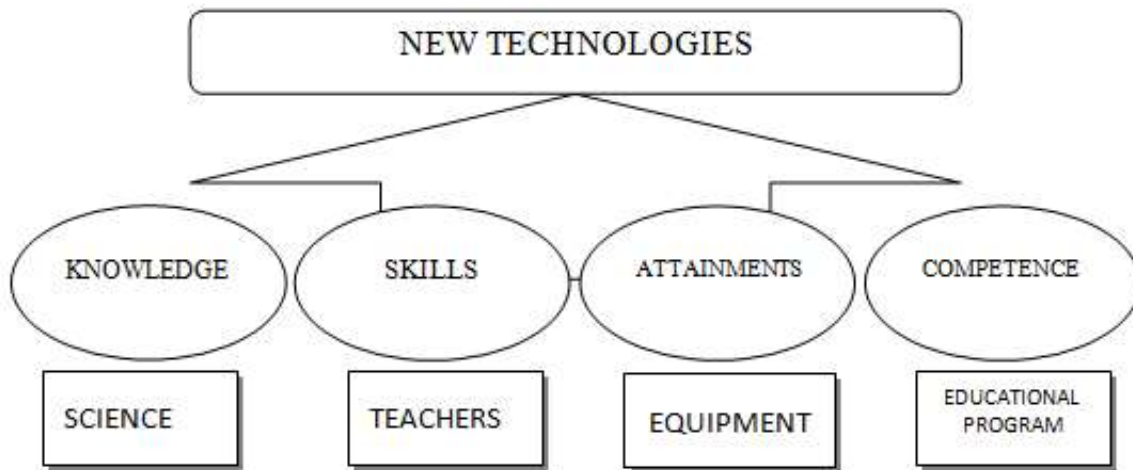 NEW TECHNOLOGIES
KNOWLEDGE
SKILLS
ATTAINMENTS
COMPETENCE
SCIENCE
TEACHERS
EQUIPMENT
EDUCATIONAL
PROGRAM